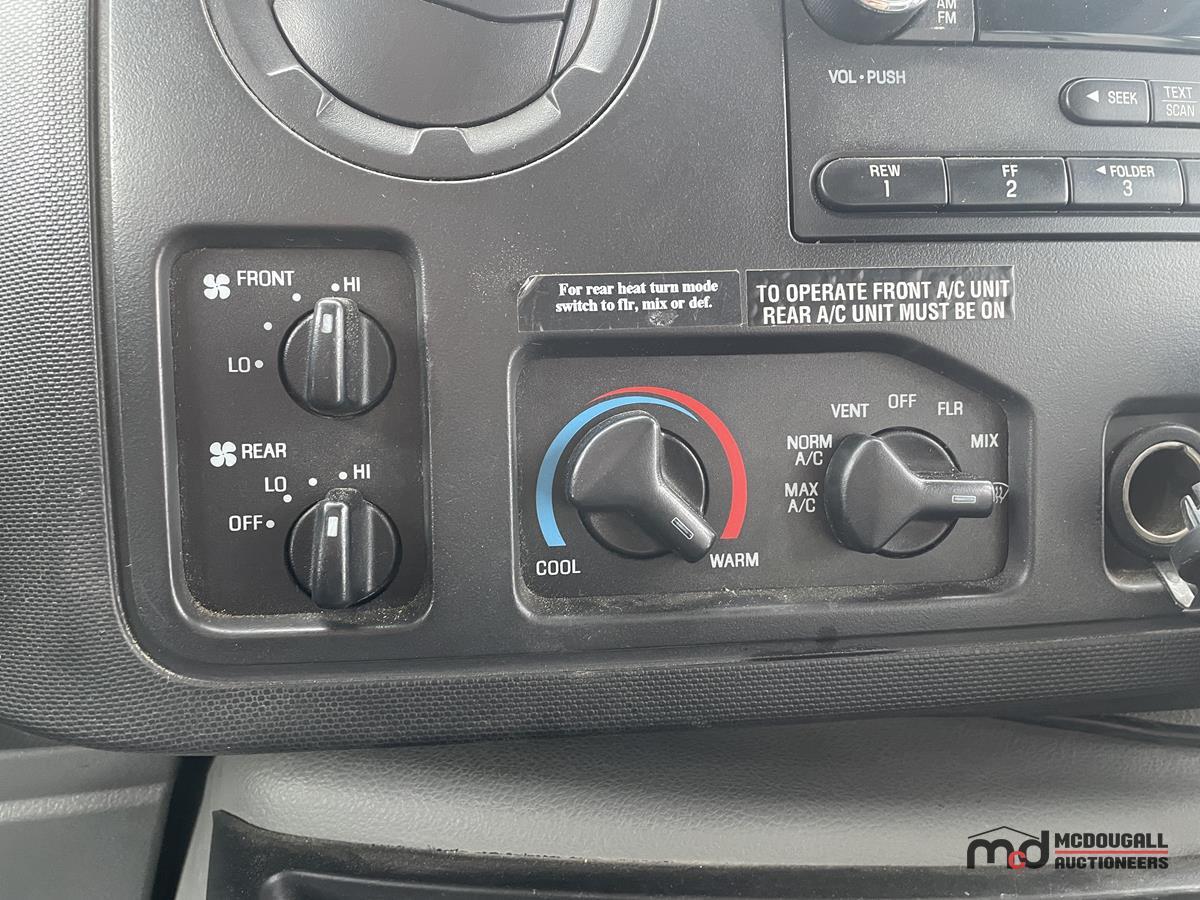 AM
FM
VOL•PUSH
◄ SEEK
TEXT
SCAN
REW
1
FF
2
◄ FOLDER
3
FRONT
HI
LO
REAR
HI
LO
OFF
For rear heat turn mode
switch to flr, mix or def.
TO OPERATE FRONT A/C UNIT
REAR A/C UNIT MUST BE ON
COOL
WARM
OFF
VENT
FLR
NORM
A/C
MIX
MAX
A/C
mcd
MCDOUGALL
AUCTIONEERS